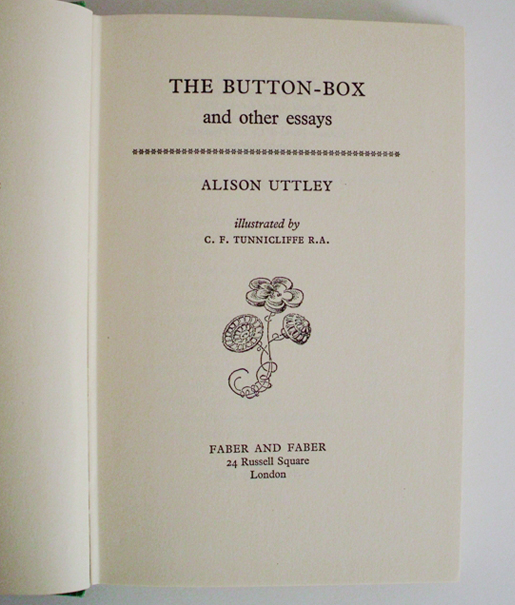 THE BUTTON-BOX
and other essays
ALISON UTTLEY
illustrated by
C. F. TUNNICLIFFE R.A.
FABER AND FABER
24 Russell Square
London